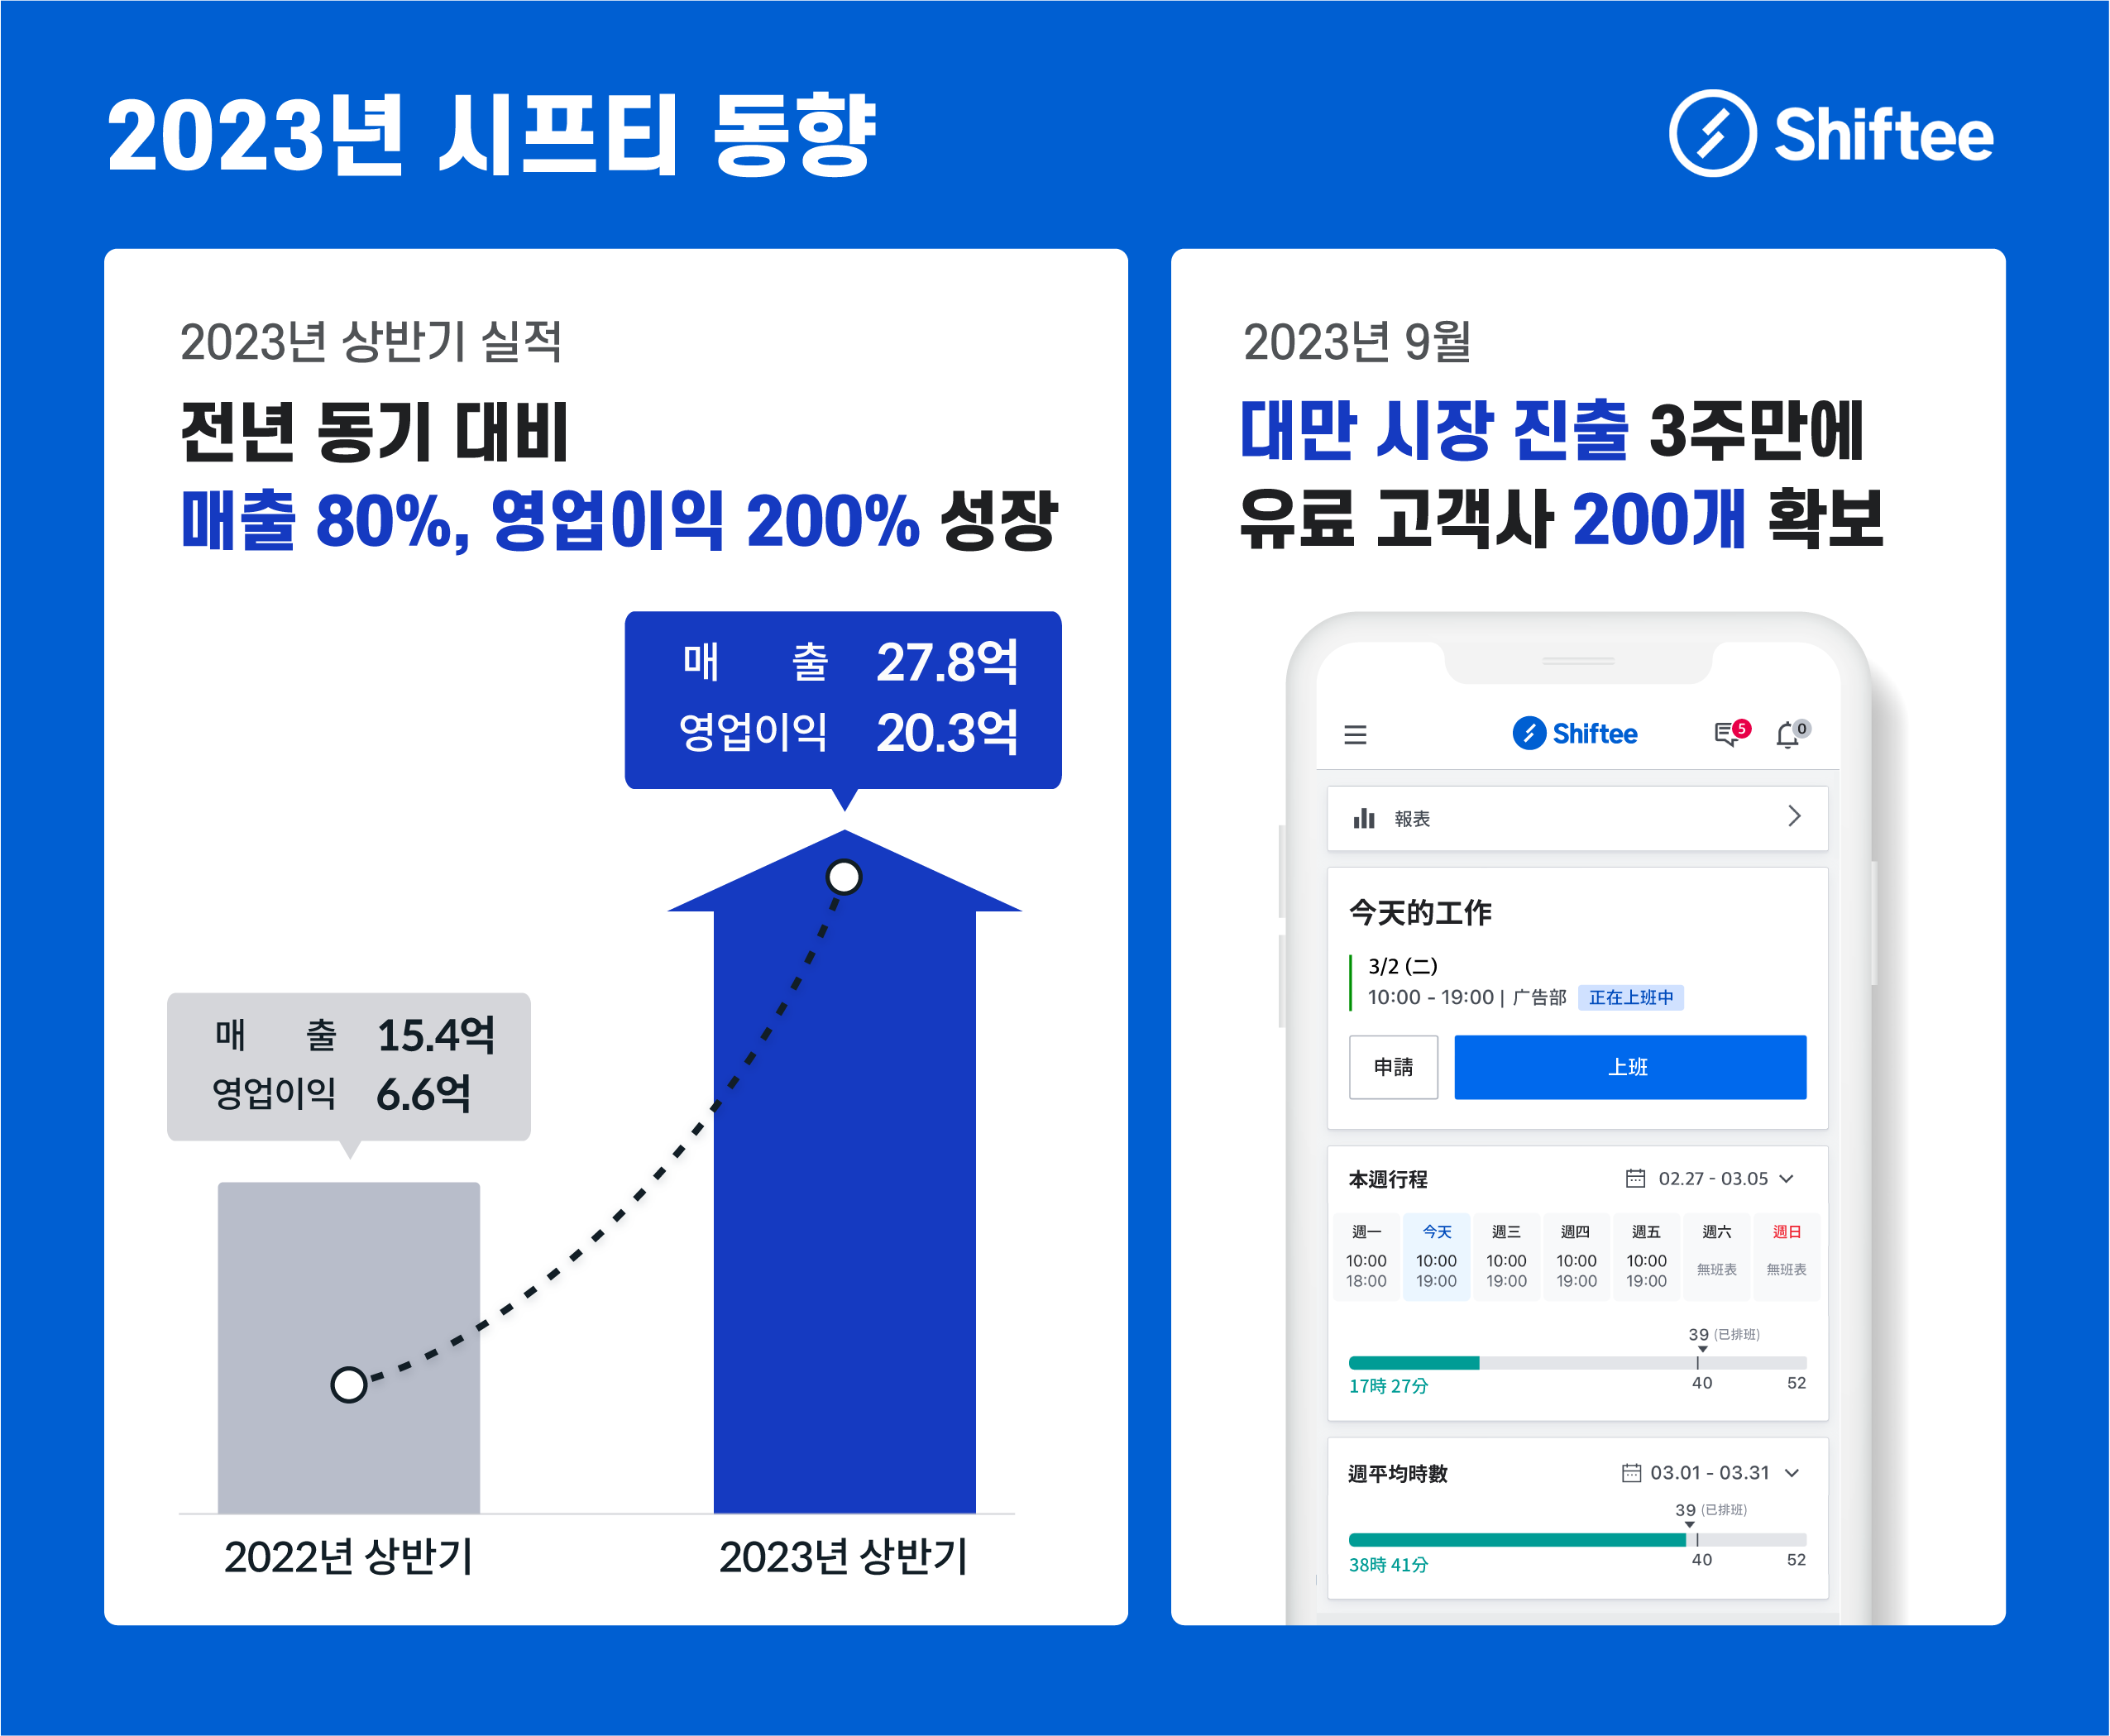 2023년 시프티 동향
Shiftee
2023년 상반기 실적
전년 동기 대비
매출 80%, 영업이익 200% 성장
매 출 27.8억
영업이익 20.3억
매 출 15.4억
영업이익 6.6억
2022년 상반기
2023년 상반기
2023년 9월
대만 시장 진출 3주만에
유료 고객사 200개 확보
Shiftee
5
0
報表
今天的工作
3/2 (二)
10:00 - 19:00 | 广告部 正在上班中
申請
上班
本週行程
02.27 - 03.05
週一 今天 週三 週四 週五 週六 週日
10:00 10:00 10:00 10:00 10:00 無班表 無班表
18:00 19:00 19:00 19:00 19:00
39 (已排班)
17時 27分
40 52
週平均時數
03.01 - 03.31
39 (已排班)
38時 41分
40 52